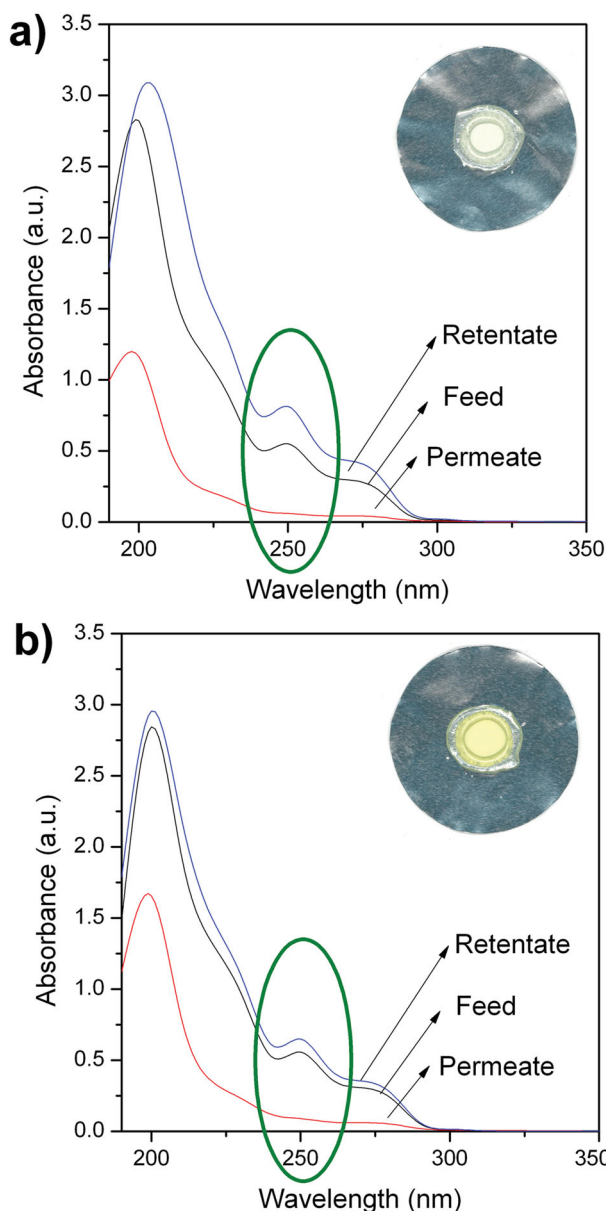 a)
3.5
3.0
2.5
2.0
1.5
1.0
0.5
0.0
Absorbance (a.u.)
Retentate
Feed
Permeate
200 250 300 350
Wavelength (nm)
b)
3.5
3.0
2.5
2.0
1.5
1.0
0.5
0.0
Absorbance (a.u.)
Retentate
Feed
Permeate
200 250 300 350
Wavelength (nm)